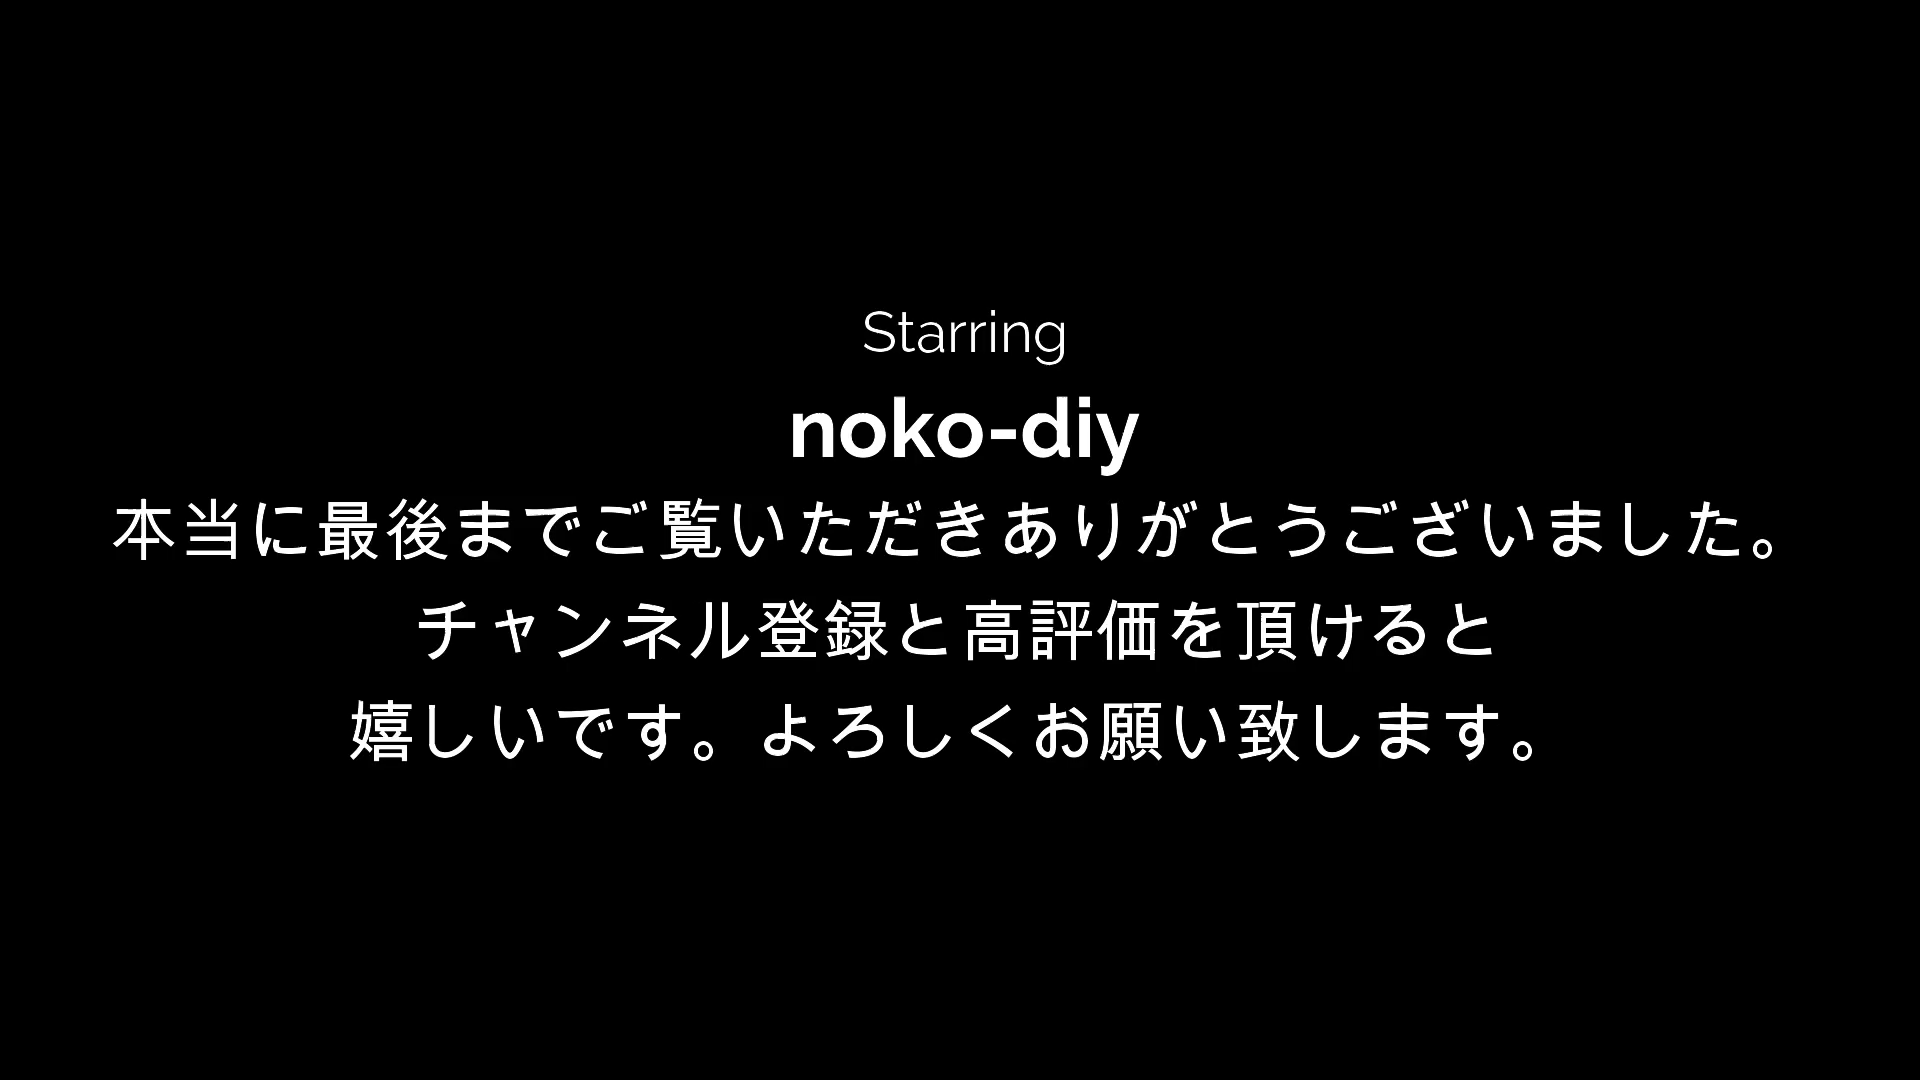 Starring
noko-diy
本当に最後までご覧いただきありがとうございました。
チャンネル登録と高評価を頂けると
嬉しいです。よろしくお願い致します。